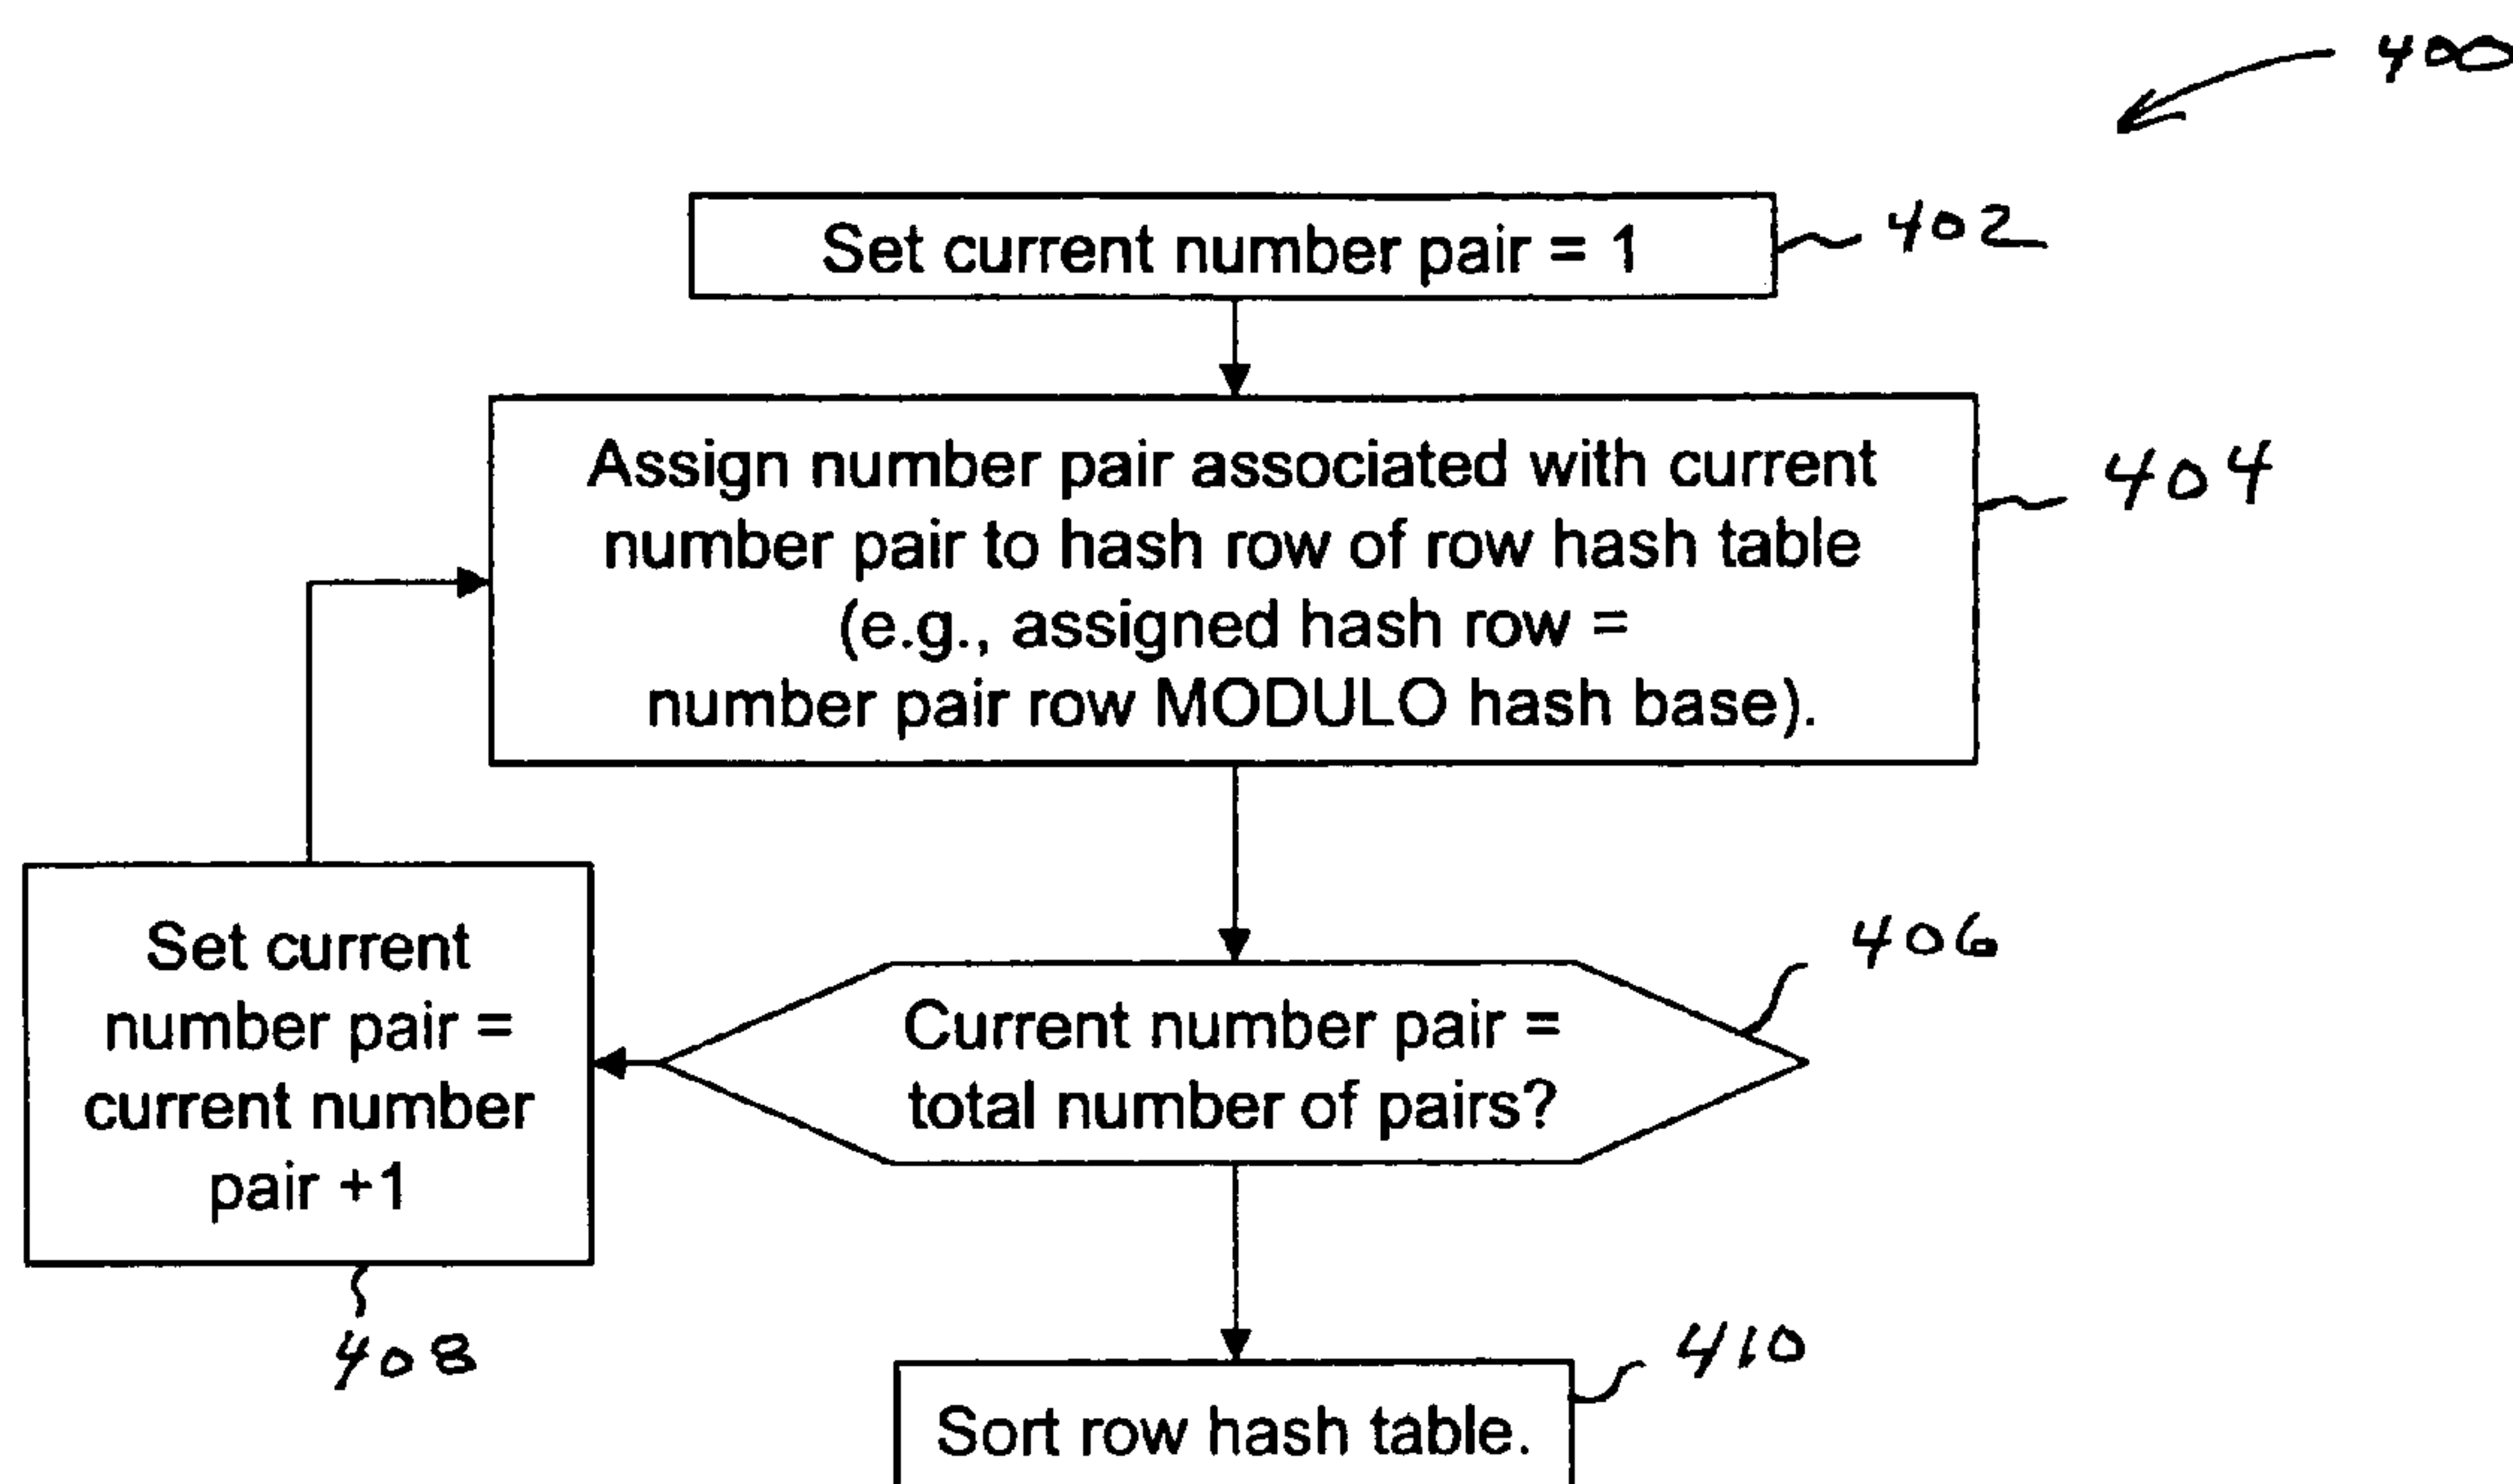 400
Set current number pair = 1
402
Assign number pair associated with current
number pair to hash row of row hash table
(e.g., assigned hash row =
number pair row MODULO hash base).
404
Set current
number pair =
current number
pair +1
408
Current number pair =
total number of pairs?
406
Sort row hash table.
410